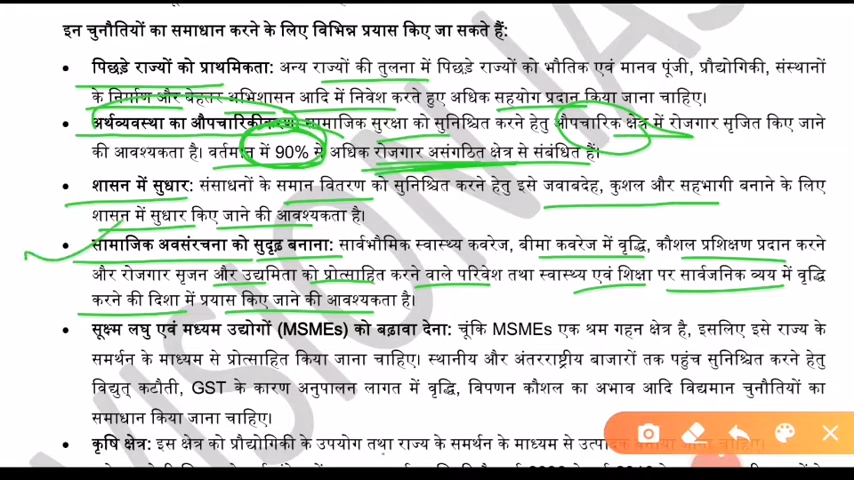 इन चुनौतियों का समाधान करने के लिए विभिन्न प्रयास किए जा सकते हैं:
• पिछड़े राज्यों को प्राथमिकता: अन्य राज्यों की तुलना में पिछड़े राज्यों को भौतिक एवं मानव पूंजी, प्रौद्योगिकी, संस्थानों
के निर्माण और बेहतर अभिशासन आदि में निवेश करते हुए अधिक सहयोग प्रदान किया जाना चाहिए।
• अर्थव्यवस्था का औपचारिकीकरण: सामाजिक सुरक्षा को सुनिश्चित करने हेतु औपचारिक क्षेत्र में रोजगार सृजित किए जाने
की आवश्यकता है। वर्तमान में 90% से अधिक रोजगार असंगठित क्षेत्र से संबंधित हैं।
• शासन में सुधार: संसाधनों के समान वितरण को सुनिश्चित करने हेतु इसे जवाबदेह, कुशल और सहभागी बनाने के लिए
शासन में सुधार किए जाने की आवश्यकता है।
• सामाजिक अवसंरचना को सुदृढ़ बनाना: सार्वभौमिक स्वास्थ्य कवरेज, बीमा कवरेज में वृद्धि, कौशल प्रशिक्षण प्रदान करने
और रोजगार सृजन और उद्यमिता को प्रोत्साहित करने वाले परिवेश तथा स्वास्थ्य एवं शिक्षा पर सार्वजनिक व्यय में वृद्धि
करने की दिशा में प्रयास किए जाने की आवश्यकता है।
• सूक्ष्म लघु एवं मध्यम उद्योगों (MSMEs) को बढ़ावा देना: चूंकि MSMEs एक श्रम गहन क्षेत्र है, इसलिए इसे राज्य के
समर्थन के माध्यम से प्रोत्साहित किया जाना चाहिए। स्थानीय और अंतरराष्ट्रीय बाजारों तक पहुंच सुनिश्चित करने हेतु
विद्युत् कटौती, GST के कारण अनुपालन लागत में वृद्धि, विपणन कौशल का अभाव आदि विद्यमान चुनौतियों का
समाधान किया जाना चाहिए।
• कृषि क्षेत्र: इस क्षेत्र को प्रौद्योगिकी के उपयोग तथा राज्य के समर्थन के माध्यम से
VISION IAS